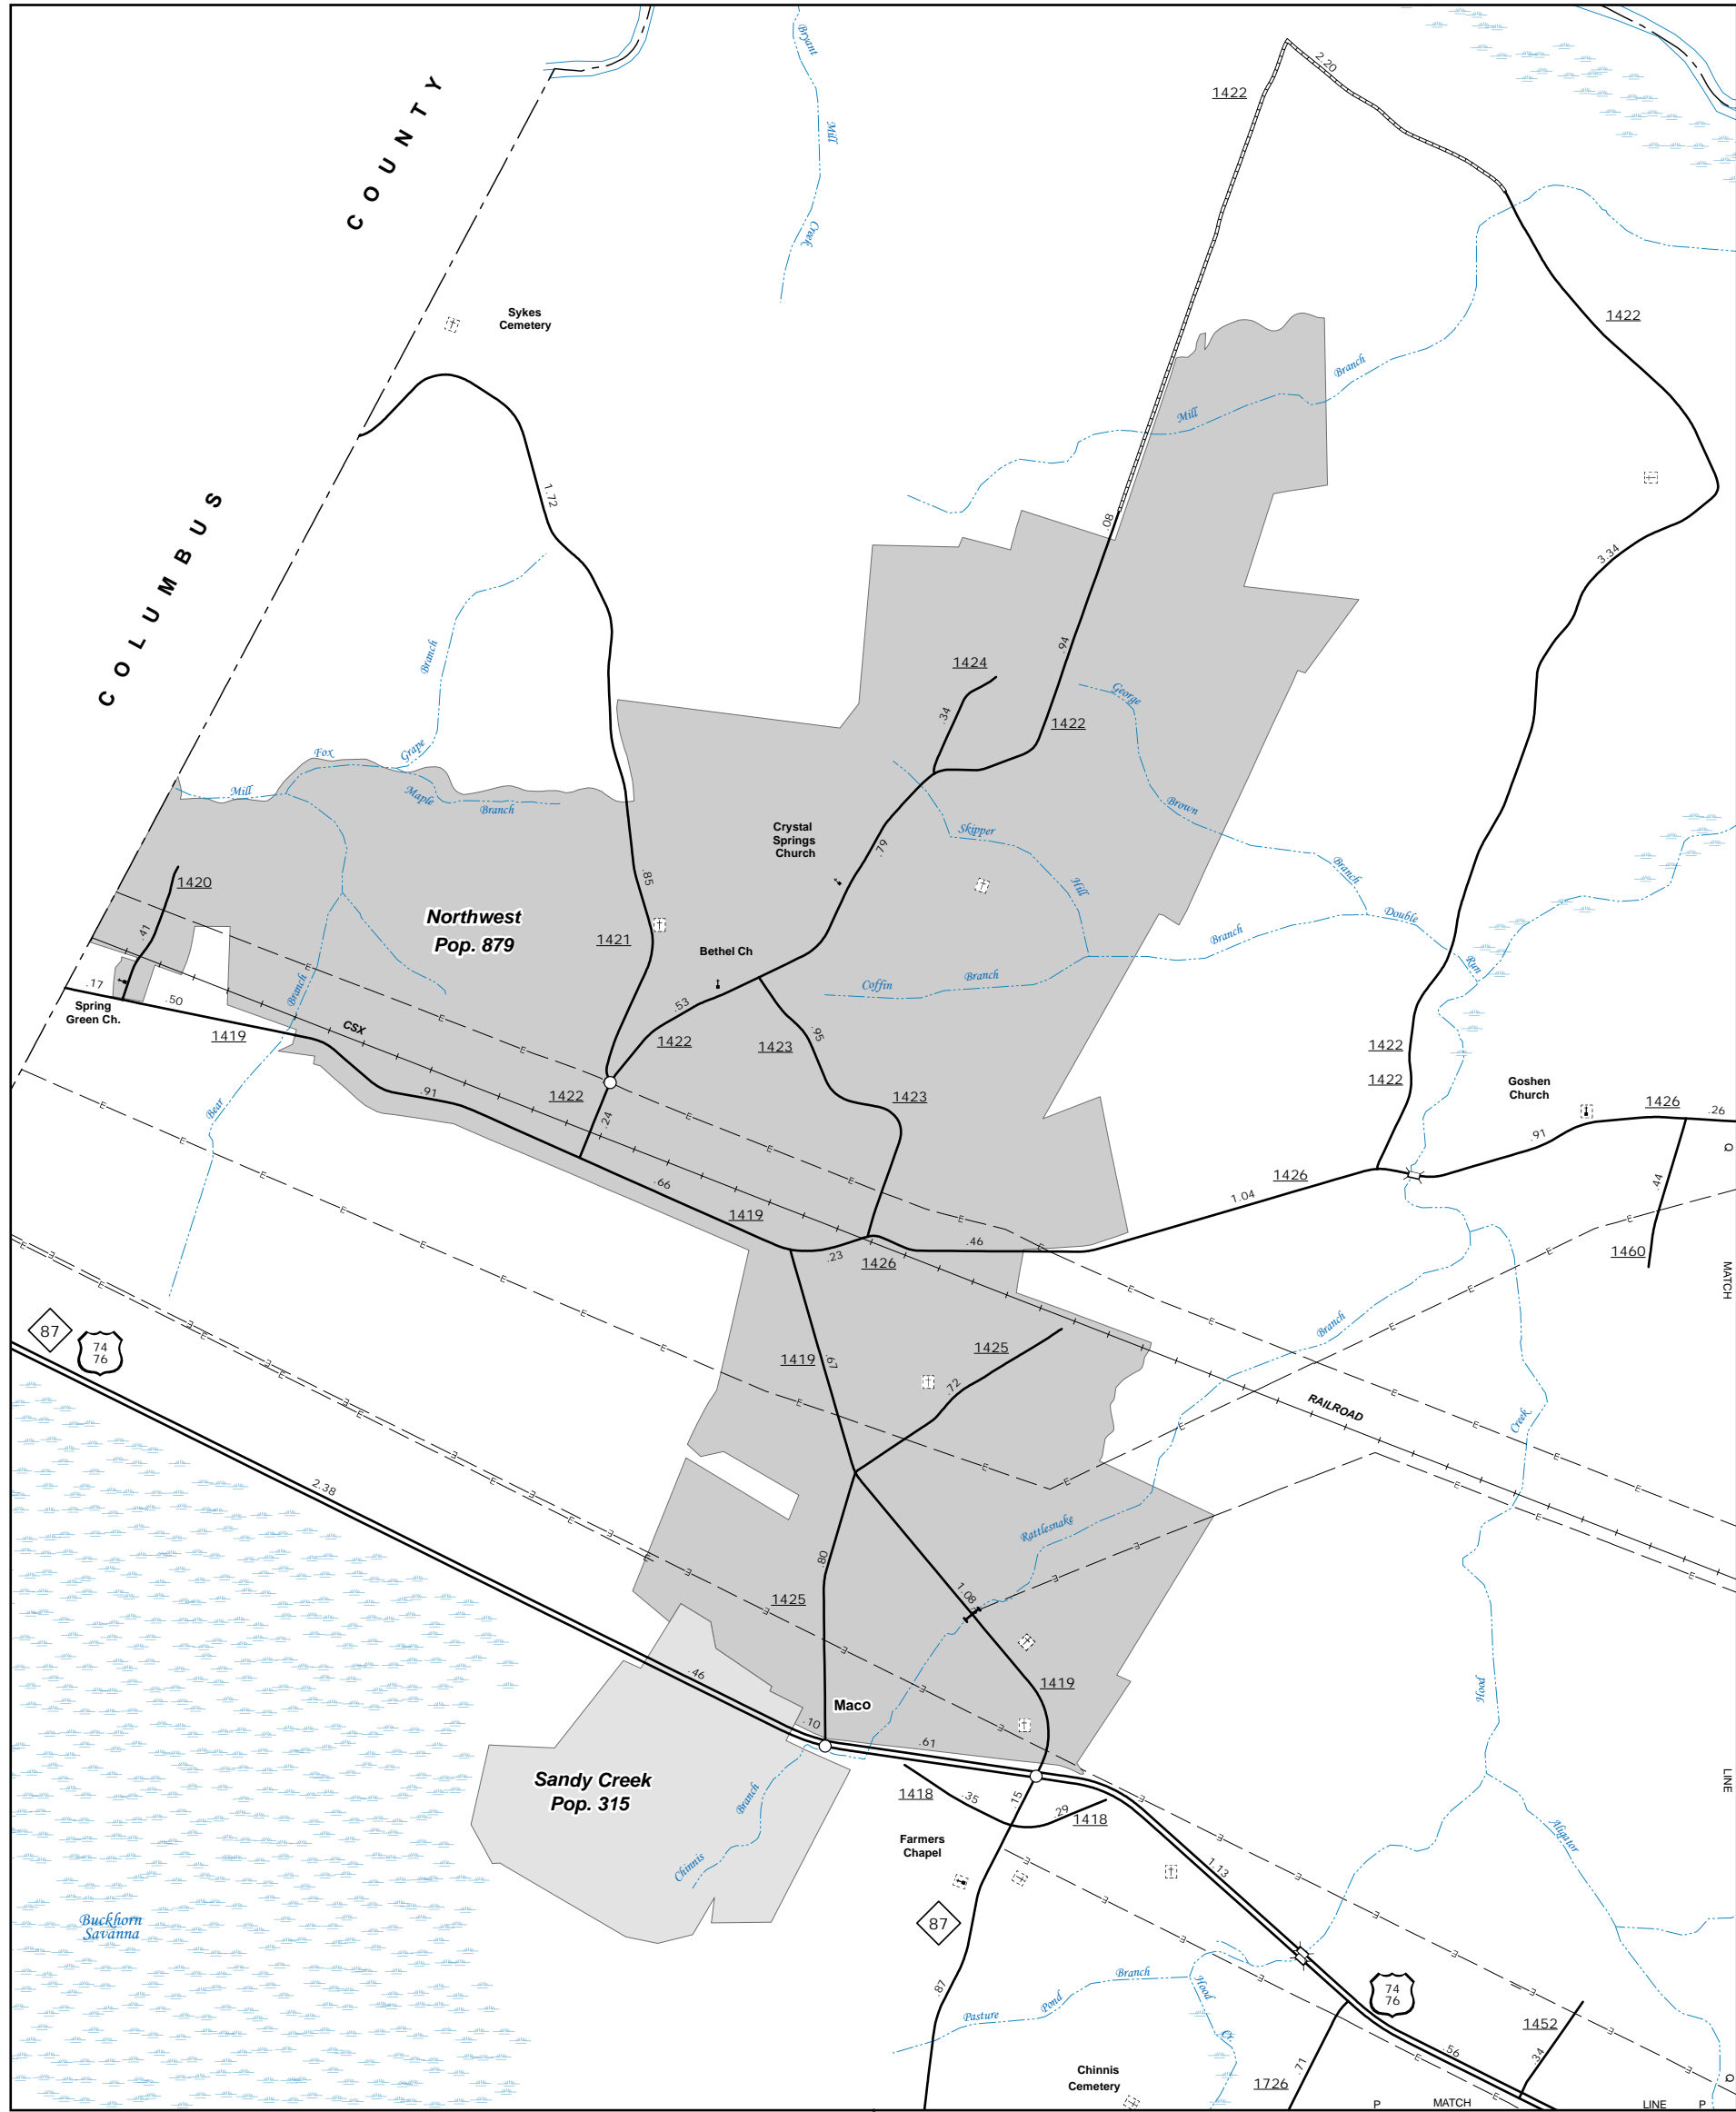 Bryant
Mill
Creek
2.20
1422
COUNTY
COLUMBUS
Sykes
Cemetery
1422
Branch
Mill
1.72
.08
3.34
Branch
.94
1424
.34
1422
George
Fox
Grape
Mill
Maple
Branch
Brown
Crystal
Springs
Church
Skipper
.79
1420
.85
Hill
Branch
Northwest
Pop. 879
Double
.41
1421
Branch
Bethel Ch
Run
.17
.50
Branch
Coffin
Branch
Spring
Green Ch.
CSX
.53
1419
1422
1423
.95
1422
1422
Goshen
Church
.91
1422
1423
1426
.26
Bear
.24
.91
Q
.66
1426
.44
1.04
1419
.23
.46
1426
1460
MATCH
87
74
76
Branch
1419
.67
1425
.72
RAILROAD
Creek
2.38
Rattlesnake
.80
1.08
1425
.46
1419
Hood
Maco
.10
.61
Sandy Creek
Pop. 315
LINE
Branch
1418
.35
.15
.29
1418
Farmers
Chapel
Aligator
Chinnis
1.13
87
Buckhorn
Savanna
Branch
Hood
74
76
.87
Pond
Pasture
Cr.
1452
.56
Chinnis
Cemetery
.71
.34
1726
Q
P
MATCH
LINE
P